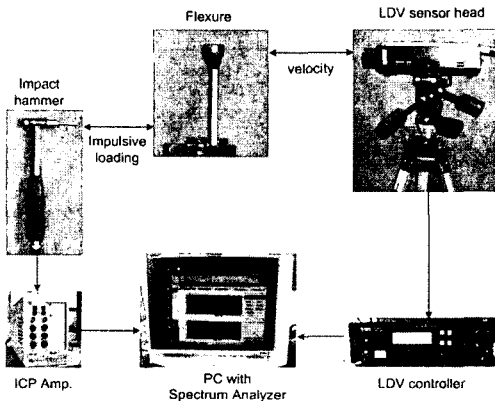 Flexure
LDV sensor head
velocity
Impact
hammer
Impulsive
loading
ICP Amp.
PC with
Spectrum Analyzer
LDV controller